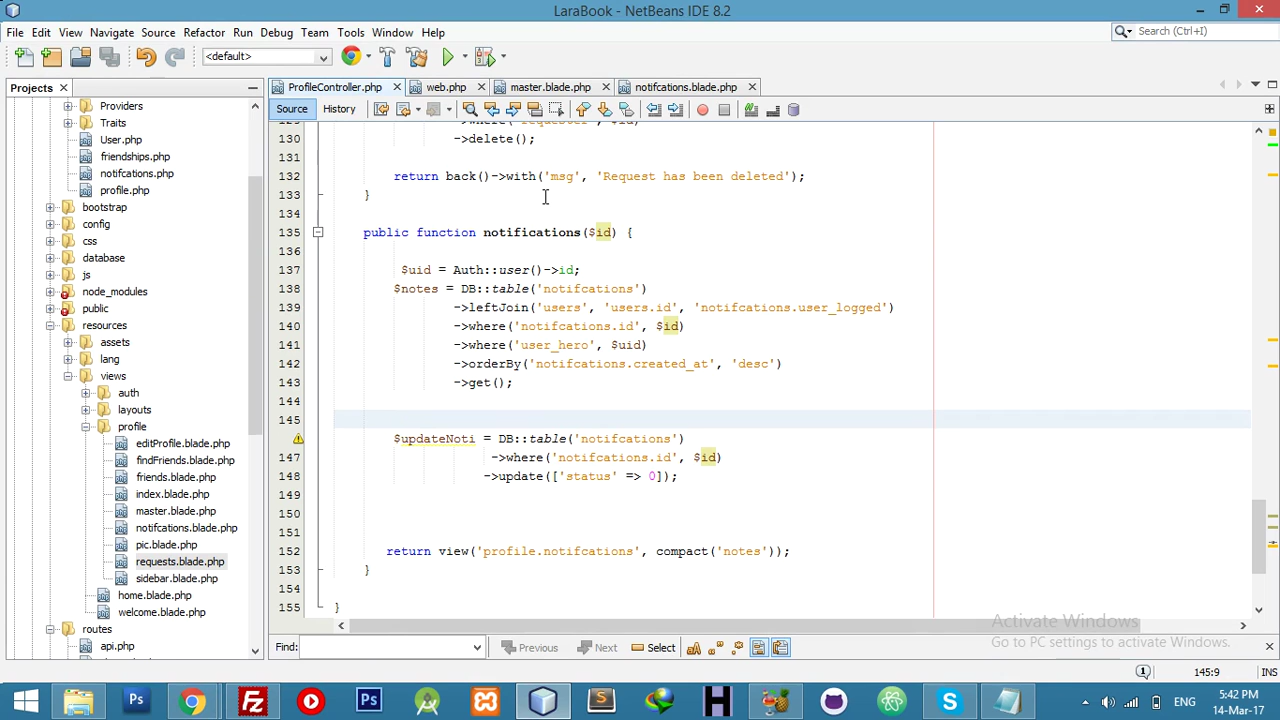 LaraBook - NetBeans IDE 8.2
File Edit View Navigate Source Refactor Run Debug Team Tools Window Help
Search (Ctrl+I)
<default>
Projects
ProfileController.php web.php master.blade.php notifcations.blade.php
Source History
Providers
Traits
User.php
friendships.php
notifcations.php
profile.php
bootstrap
config
css
database
js
node_modules
public
resources
assets
lang
views
auth
layouts
profile
editProfile.blade.php
findFriends.blade.php
friends.blade.php
index.blade.php
master.blade.php
notifcations.blade.php
pic.blade.php
requests.blade.php
sidebar.blade.php
home.blade.php
welcome.blade.php
routes
api.php
130 ->delete();
131
132 return back()->with('msg', 'Request has been deleted');
133 }
134
135 public function notifications($id) {
136
137 $uid = Auth::user()->id;
138 $notes = DB::table('notifcations')
139 ->leftJoin('users', 'users.id', 'notifcations.user_logged')
140 ->where('notifcations.id', $id)
141 ->where('user_hero', $uid)
142 ->orderBy('notifcations.created_at', 'desc')
143 ->get();
144
145
$updateNoti = DB::table('notifcations')
147 ->where('notifcations.id', $id)
148 ->update(['status' => 0]);
149
150
151
152 return view('profile.notifcations', compact('notes'));
153 }
154
155 }
Activate Windows
Go to PC settings to activate Windows.
Find: Previous Next Select
145:9 INS
ENG
5:42 PM
14-Mar-17